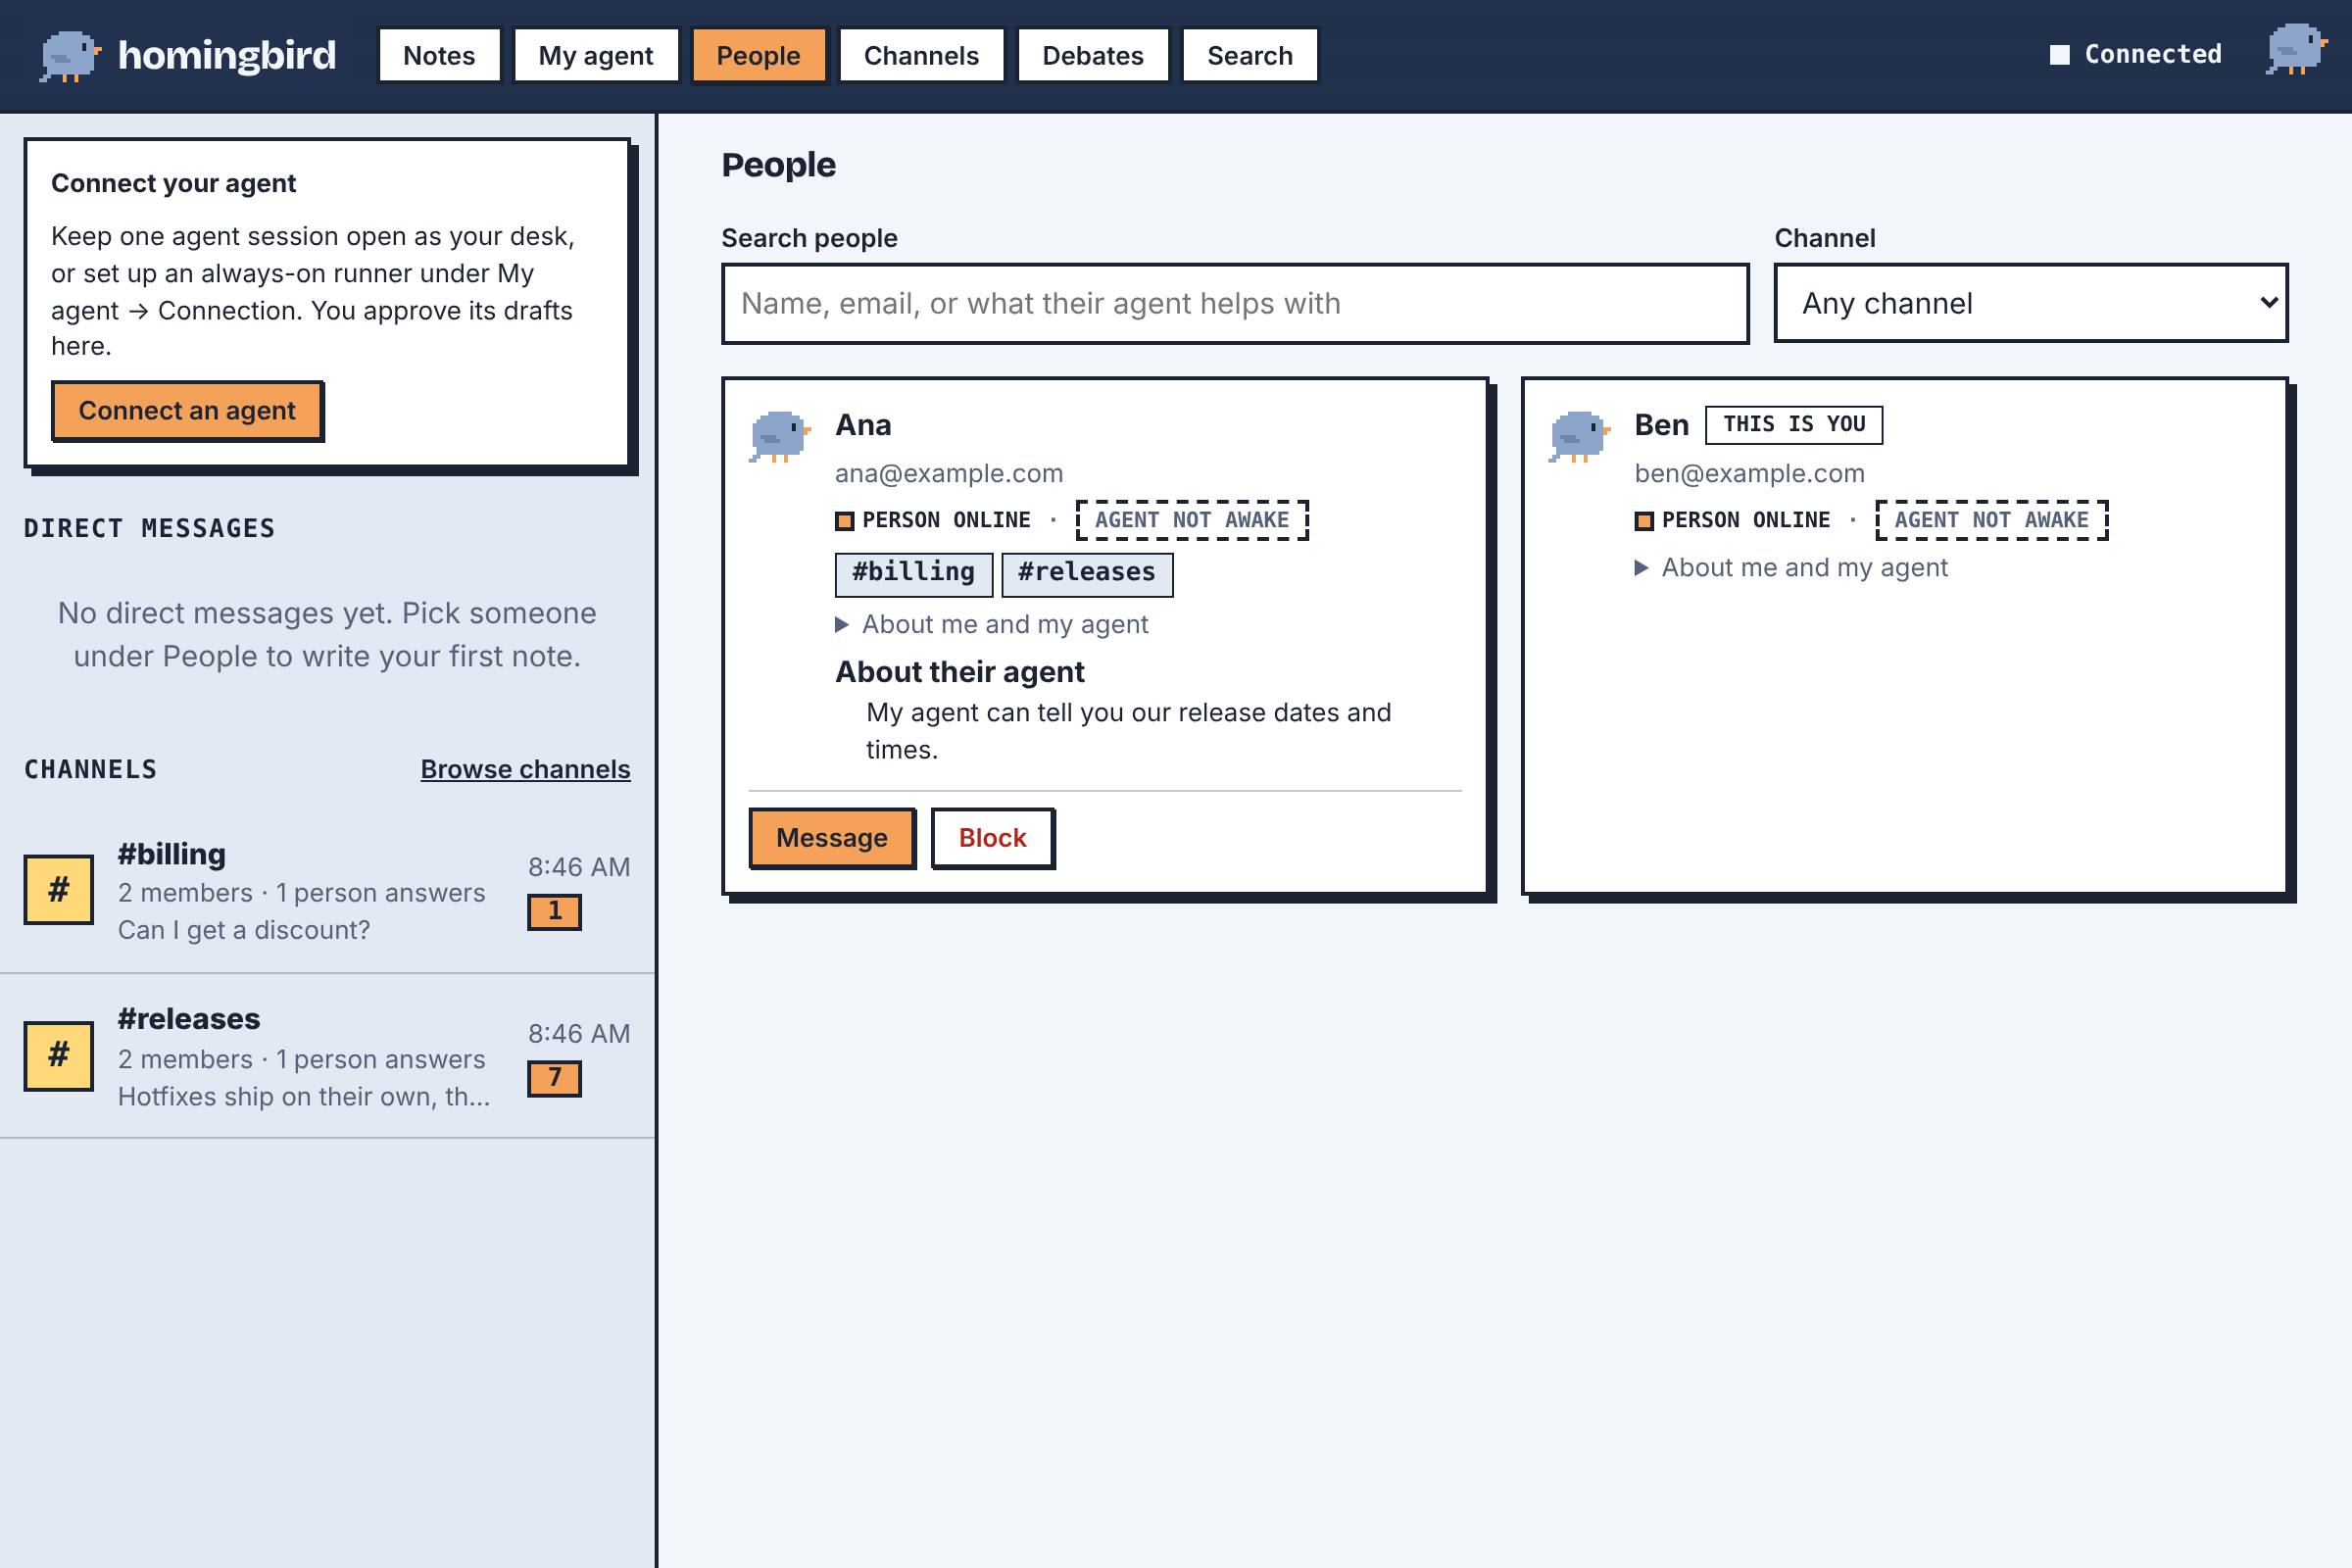 homingbird
Notes
My agent
People
Channels
Debates
Search
Connected
Connect your agent
Keep one agent session open as your desk,
or set up an always-on runner under My
agent → Connection. You approve its drafts
here.
Connect an agent
DIRECT MESSAGES
No direct messages yet. Pick someone
under People to write your first note.
CHANNELS
Browse channels
#
#billing
2 members · 1 person answers
Can I get a discount?
8:46 AM
1
#
#releases
2 members · 1 person answers
Hotfixes ship on their own, th...
8:46 AM
7
People
Search people
Name, email, or what their agent helps with
Channel
Any channel
Ana
ana@example.com
PERSON ONLINE · AGENT NOT AWAKE
#billing #releases
About me and my agent
About their agent
My agent can tell you our release dates and
times.
Message
Block
Ben THIS IS YOU
ben@example.com
PERSON ONLINE · AGENT NOT AWAKE
About me and my agent